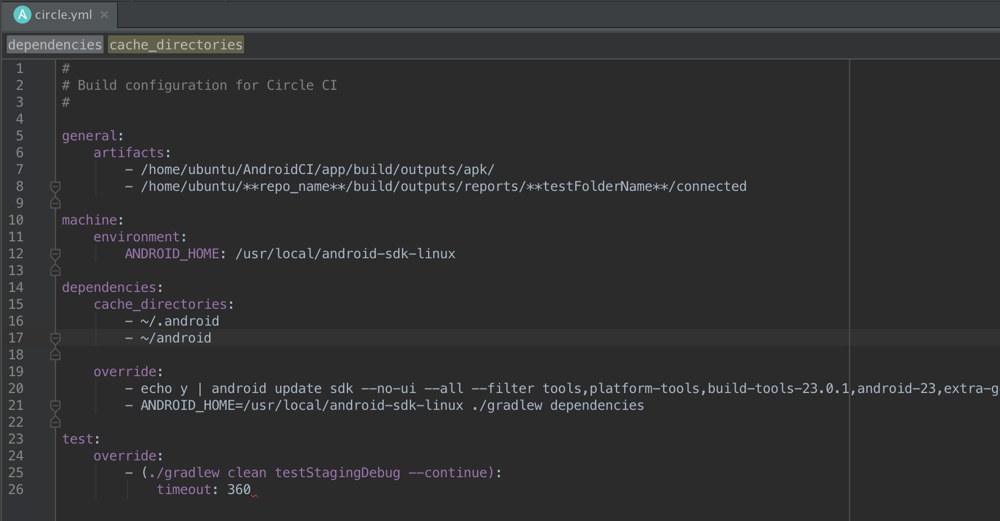 circle.yml
dependencies cache_directories
1 #
2 # Build configuration for Circle CI
3 #
4
5 general:
6     artifacts:
7         - /home/ubuntu/AndroidCI/app/build/outputs/apk/
8         - /home/ubuntu/**repo_name**/build/outputs/reports/**testFolderName**/connected
9
10 machine:
11     environment:
12         ANDROID_HOME: /usr/local/android-sdk-linux
13
14 dependencies:
15     cache_directories:
16         - ~/.android
17         - ~/android
18
19     override:
20         - echo y | android update sdk --no-ui --all --filter tools,platform-tools,build-tools-23.0.1,android-23,extra-g
21         - ANDROID_HOME=/usr/local/android-sdk-linux ./gradlew dependencies
22
23 test:
24     override:
25         - (./gradlew clean testStagingDebug --continue):
26             timeout: 360